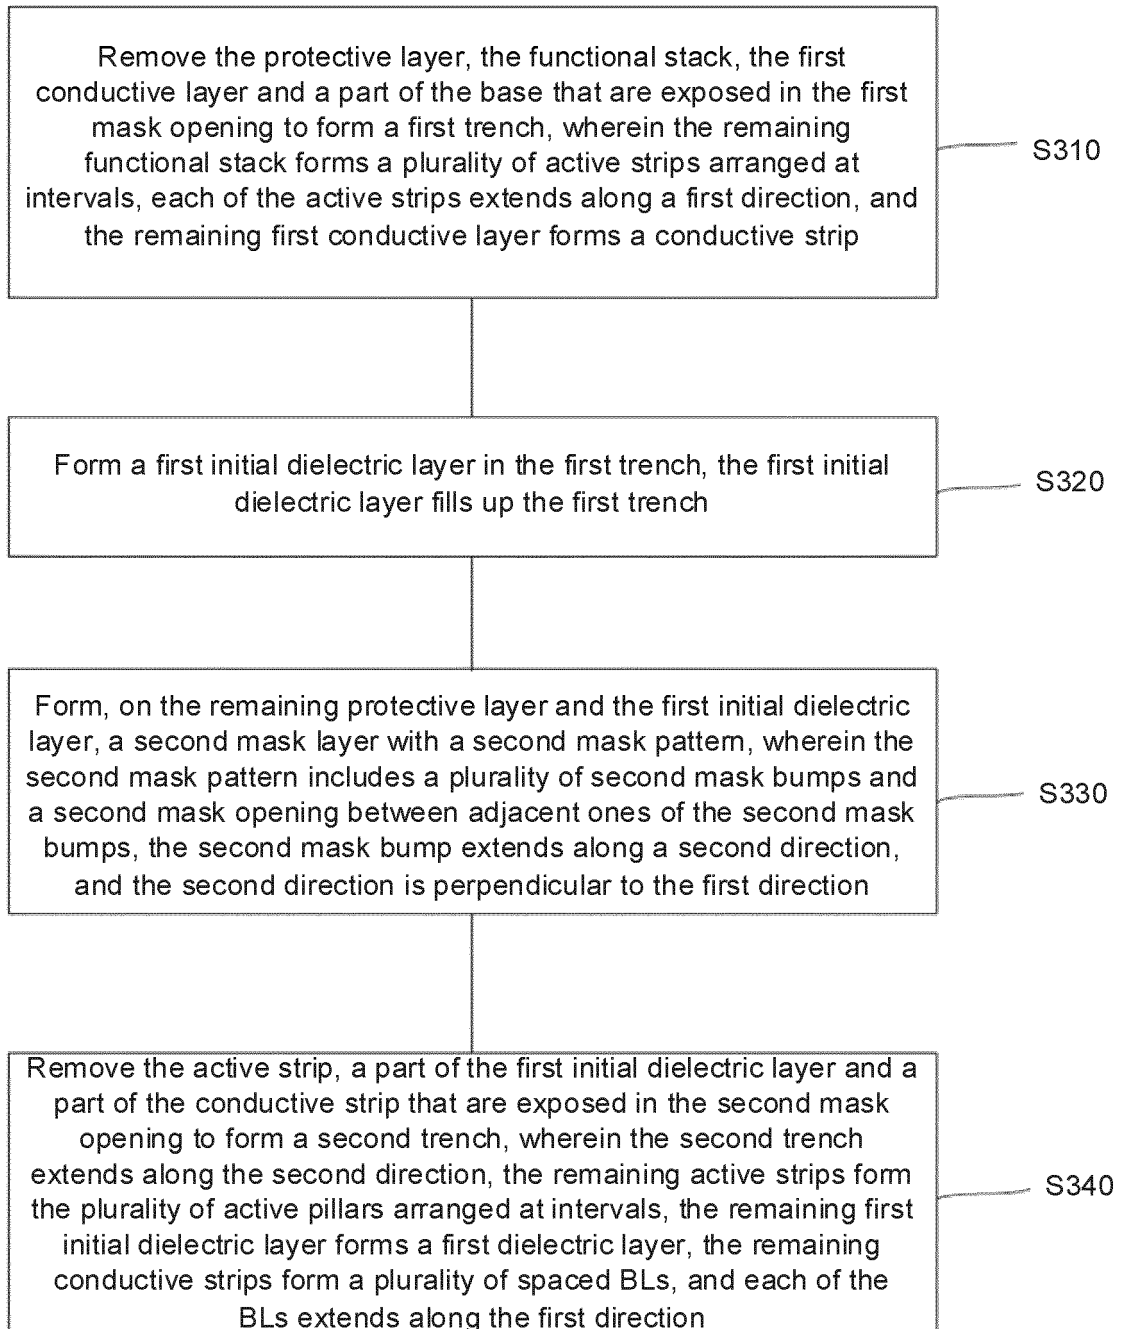 Remove the protective layer, the functional stack, the first
conductive layer and a part of the base that are exposed in the first
mask opening to form a first trench, wherein the remaining
functional stack forms a plurality of active strips arranged at
intervals, each of the active strips extends along a first direction, and
the remaining first conductive layer forms a conductive strip
S310
Form a first initial dielectric layer in the first trench, the first initial
dielectric layer fills up the first trench
S320
Form, on the remaining protective layer and the first initial dielectric
layer, a second mask layer with a second mask pattern, wherein the
second mask pattern includes a plurality of second mask bumps and
a second mask opening between adjacent ones of the second mask
bumps, the second mask bump extends along a second direction,
and the second direction is perpendicular to the first direction
S330
Remove the active strip, a part of the first initial dielectric layer and a
part of the conductive strip that are exposed in the second mask
opening to form a second trench, wherein the second trench
extends along the second direction, the remaining active strips form
the plurality of active pillars arranged at intervals, the remaining first
initial dielectric layer forms a first dielectric layer, the remaining
conductive strips form a plurality of spaced BLs, and each of the
BLs extends along the first direction
S340